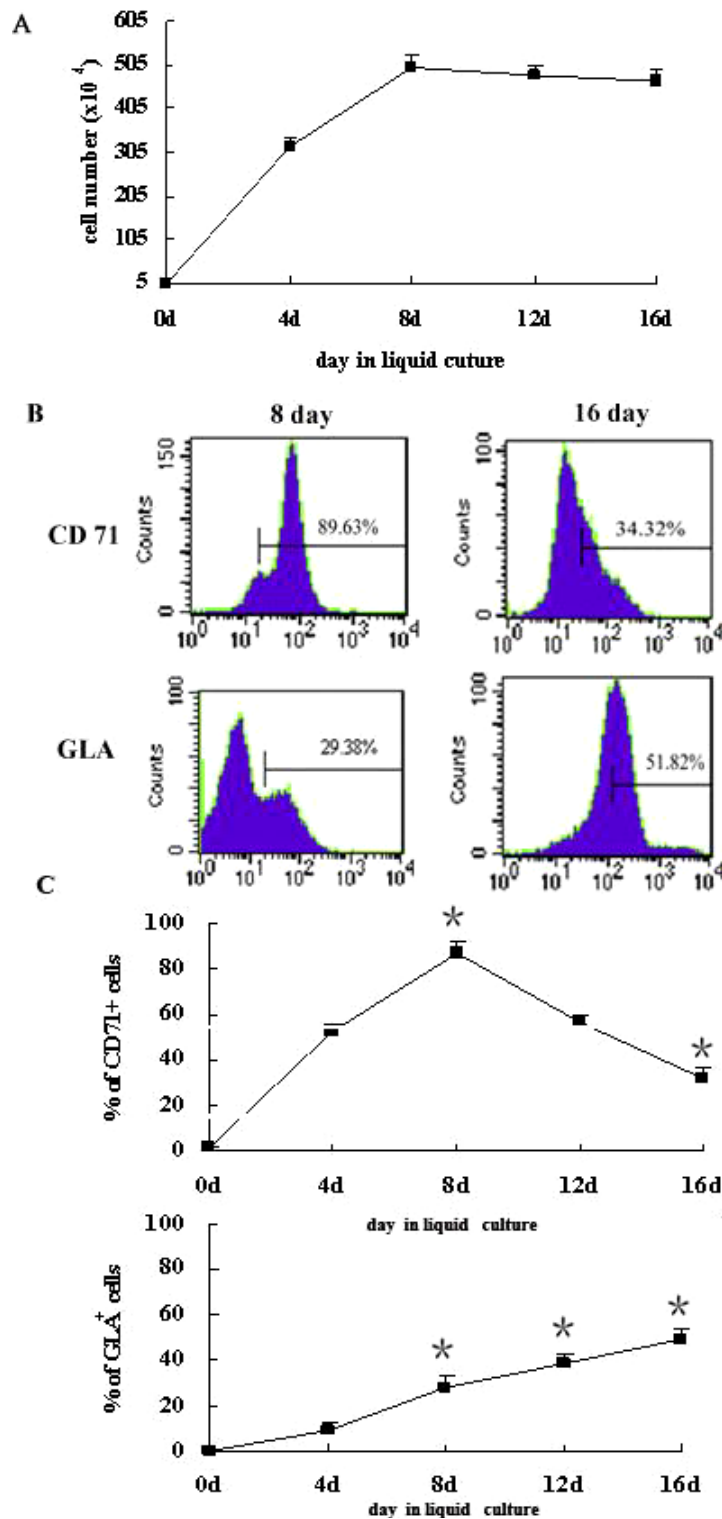 A
605
505
405
305
205
105
5
cell number (x10 4)
0d 4d 8d 12d 16d
day in liquid cuture
B
8 day 16 day
CD 71
150
0
Counts
89.63%
10^0 10^1 10^2 10^3 10^4
100
0
Counts
34.32%
10^0 10^1 10^2 10^3 10^4
GLA
100
0
Counts
29.38%
10^0 10^1 10^2 10^3 10^4
100
0
Counts
51.82%
10^0 10^1 10^2 10^3 10^4
C
100
80
60
40
20
0
% of CD71+ cells
* *
0d 4d 8d 12d 16d
day in liquid culture
100
80
60
40
20
0
% of GLA+ cells
* * *
0d 4d 8d 12d 16d
day in liquid culture